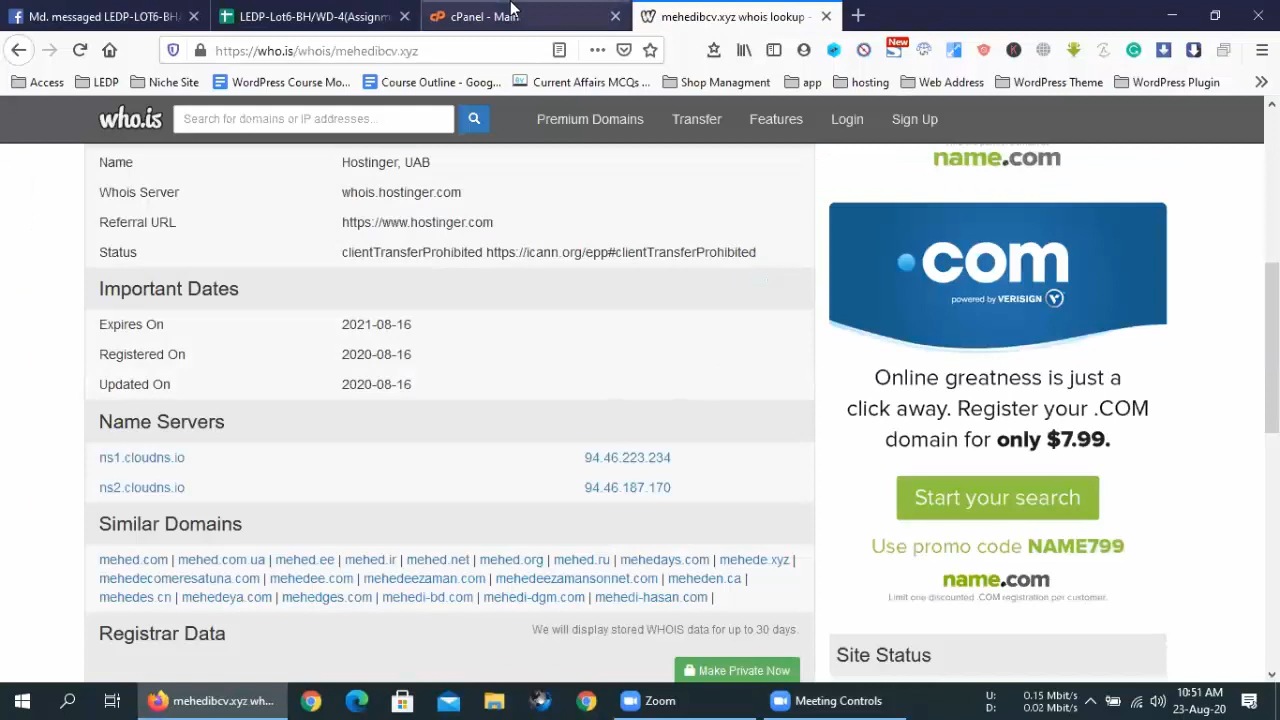 Md. messaged LEDP-LOT6-BH/
LEDP-Lot6-BH/WD-4(Assignm
cPanel - Main
mehedibcv.xyz whois lookup -
https://who.is/whois/mehedibcv.xyz
New
Access
LEDP
Niche Site
WordPress Course Mo...
Course Outline - Goog...
Current Affairs MCQs ...
Shop Management
app
hosting
Web Address
WordPress Theme
WordPress Plugin
who.is
Search for domains or IP addresses...
Premium Domains
Transfer
Features
Login
Sign Up
Name Hostinger, UAB
Whois Server whois.hostinger.com
Referral URL https://www.hostinger.com
Status clientTransferProhibited https://icann.org/epp#clientTransferProhibited
Important Dates
Expires On 2021-08-16
Registered On 2020-08-16
Updated On 2020-08-16
Name Servers
ns1.cloudns.io 94.46.223.234
ns2.cloudns.io 94.46.187.170
Similar Domains
mehed.com | mehed.com.ua | mehed.ee | mehed.ir | mehed.net | mehed.org | mehed.ru | mehedays.com | mehede.xyz |
mehedecomeresatuna.com | mehedee.com | mehedeezaman.com | mehedeezamansonnet.com | meheden.ca |
mehedes.cn | mehedeya.com | mehedges.com | mehedi-bd.com | mehedi-dgm.com | mehedi-hasan.com |
Registrar Data
We will display stored WHOIS data for up to 30 days.
Make Private Now
name.com
.com
powered by VERISIGN
Online greatness is just a
click away. Register your .COM
domain for only $7.99.
Start your search
Use promo code NAME799
name.com
Limit one discounted .COM registration per customer.
Site Status
mehedibcv.xyz wh...
Zoom
Meeting Controls
U: 0.15 Mbit/s
D: 0.02 Mbit/s
10:51 AM
23-Aug-20